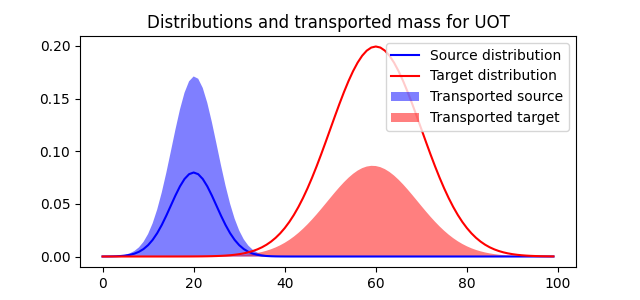 Distributions and transported mass for UOT
0.20
0.15
0.10
0.05
0.00
Source distribution
Target distribution
Transported source
Transported target
0 20 40 60 80 100